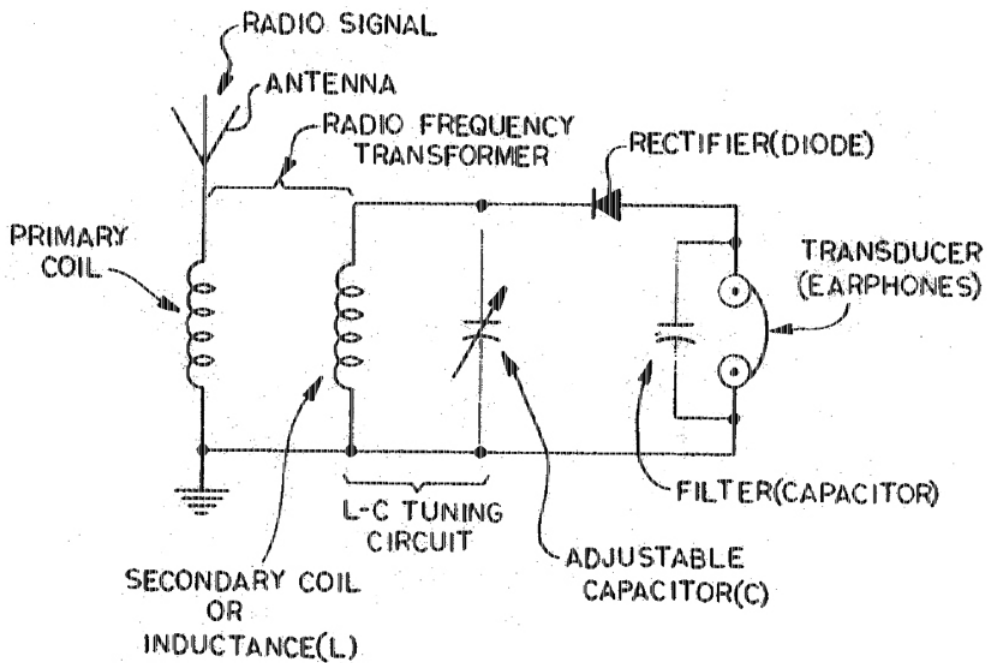 RADIO SIGNAL
ANTENNA
RADIO FREQUENCY
TRANSFORMER
RECTIFIER(DIODE)
PRIMARY
COIL
TRANSDUCER
(EARPHONES)
L-C TUNING
CIRCUIT
FILTER(CAPACITOR)
ADJUSTABLE
CAPACITOR(C)
SECONDARY COIL
OR
INDUCTANCE(L)